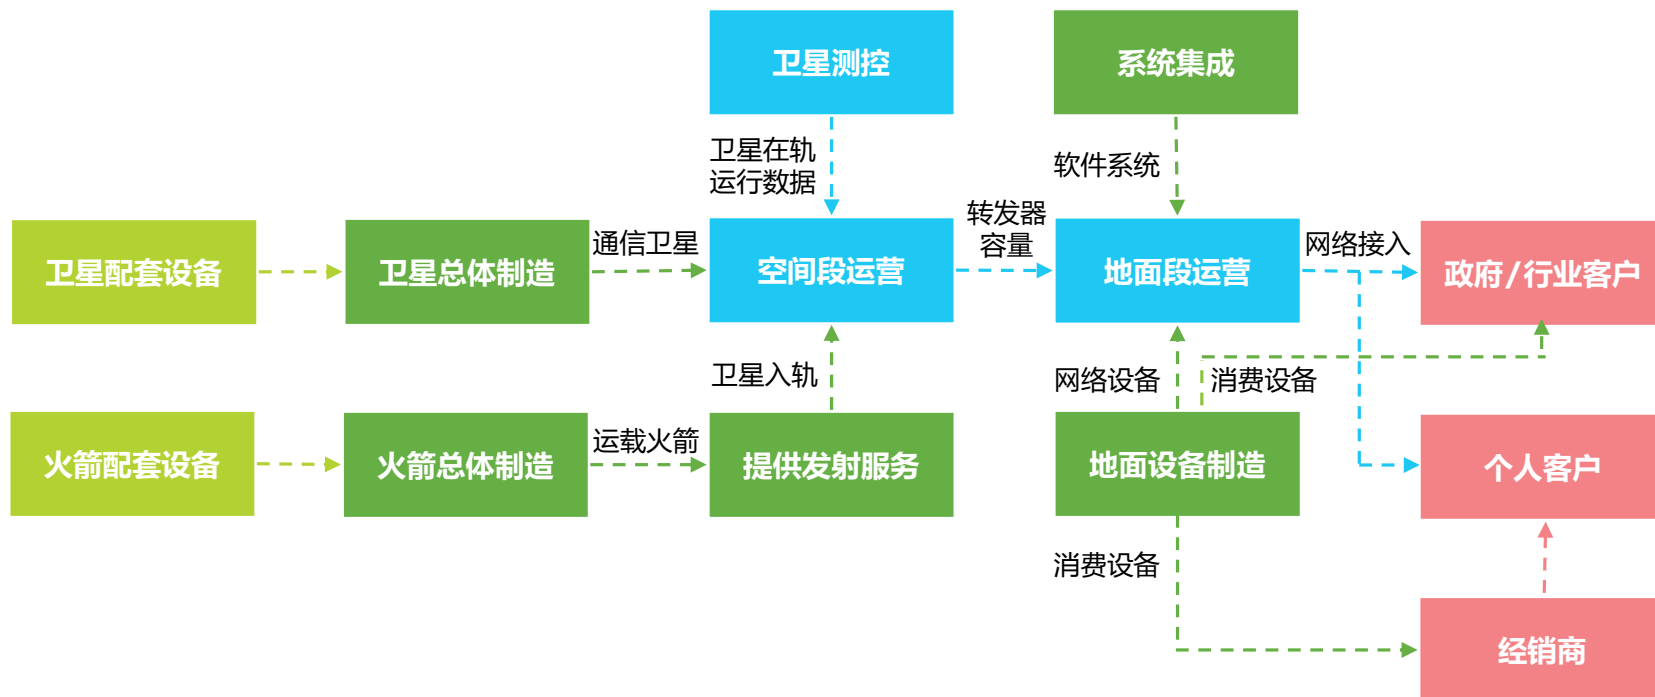 卫星测控
系统集成
卫星在轨
运行数据
软件系统
转发器
容量
卫星配套设备
卫星总体制造
通信卫星
空间段运营
地面段运营
网络接入
政府/行业客户
卫星入轨
网络设备
消费设备
火箭配套设备
火箭总体制造
运载火箭
提供发射服务
地面设备制造
个人客户
消费设备
经销商